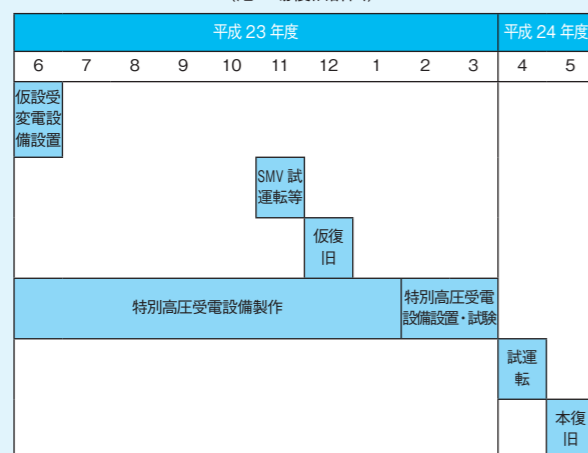 平成 23 年度 平成 24 年度
6 7 8 9 10 11 12 1 2 3 4 5
仮設受
変電設
備設置
SMV 試
運転等
仮復
旧
特別高圧受電設備製作
特別高圧受電
設備設置・試験
試運
転
本復
旧